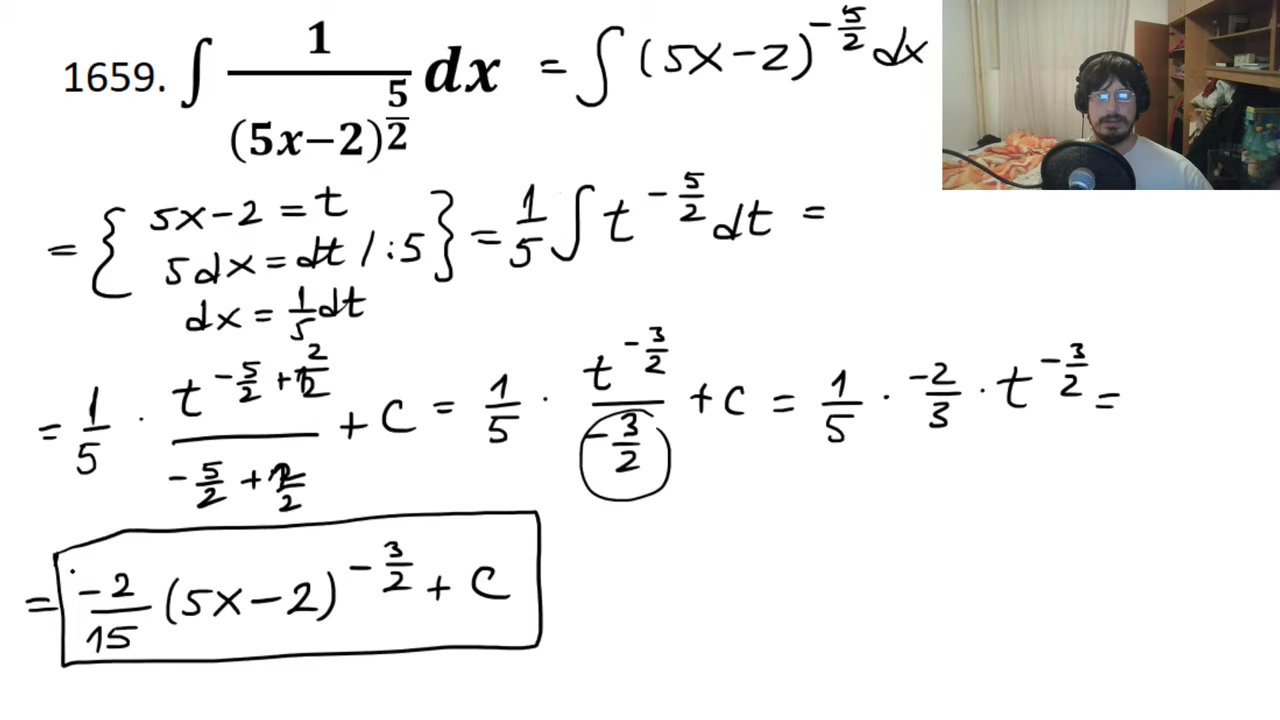 1659. ∫ 1/(5x−2)^(5/2) dx = ∫ (5x−2)^(−5/2) dx
= { 5x−2 = t
5dx = dt /:5 } = 1/5 ∫ t^(−5/2) dt =
dx = 1/5 dt
= 1/5 · t^(−5/2 + 2/2) / (−5/2 + 2/2) + C = 1/5 · t^(−3/2) / (−3/2) + C = 1/5 · −2/3 · t^(−3/2) =
= −2/15 (5x−2)^(−3/2) + C